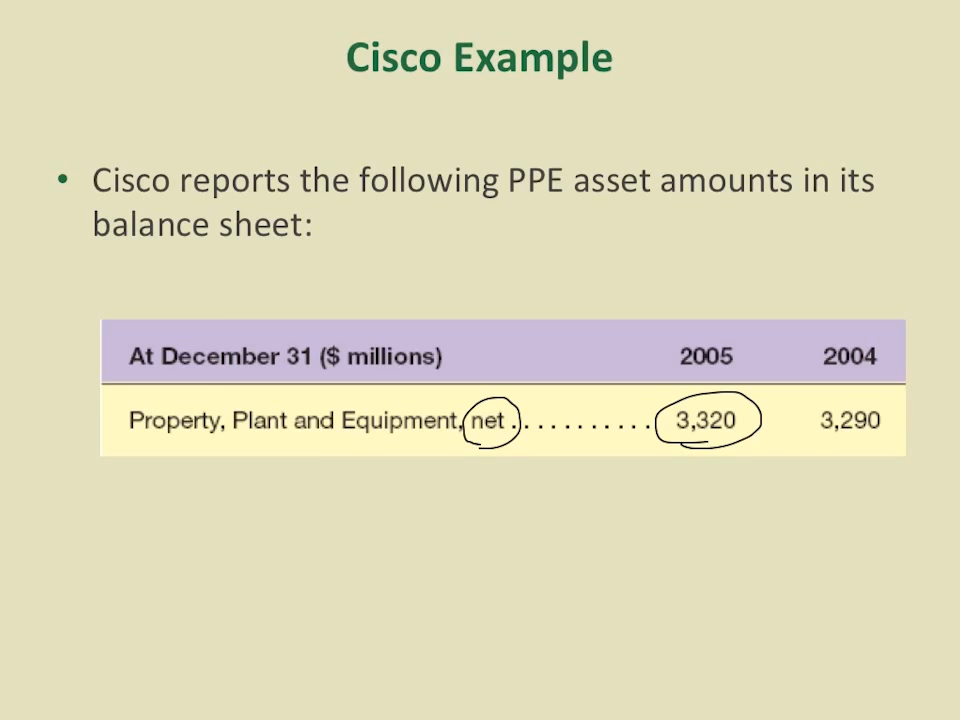 Cisco Example
• Cisco reports the following PPE asset amounts in its
balance sheet:
At December 31 ($ millions) 2005 2004
Property, Plant and Equipment, net . . . . . . . . . . . 3,320 3,290